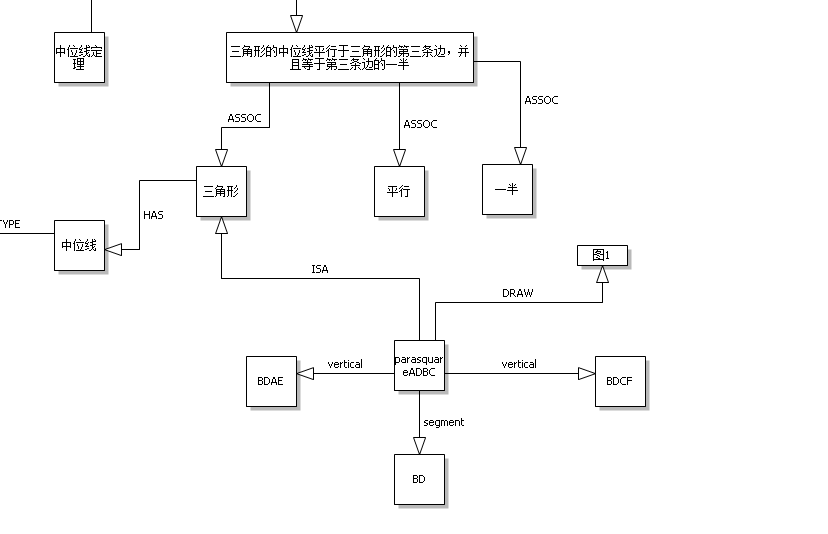 中位线定
理
三角形的中位线平行于三角形的第三条边，并
且等于第三条边的一半
ASSOC
ASSOC
ASSOC
三角形
平行
一半
HAS
TYPE
中位线
图1
ISA
DRAW
parasquar
eADBC
vertical
vertical
BDAE
BDCF
segment
BD